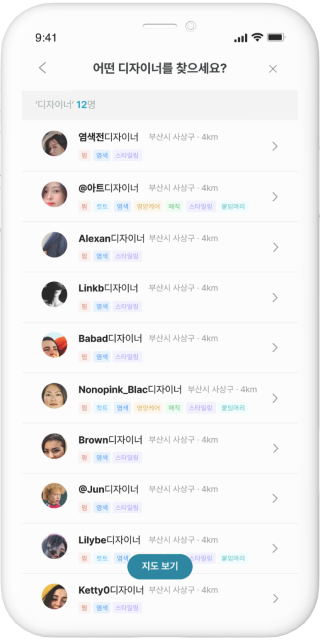 9:41
어떤 디자이너를 찾으세요?
'디자이너' 12명
염색전디자이너 부산시 사상구 · 4km
펌 염색 스타일링
@아트디자이너 부산시 사상구 · 4km
펌 컷트 염색 영양케어 매직 스타일링 붙임머리
Alexan디자이너 부산시 사상구 · 4km
펌 염색 스타일링
Linkb디자이너 부산시 사상구 · 4km
펌 염색 스타일링
Babad디자이너 부산시 사상구 · 4km
펌 염색 스타일링
Nonopink_Blac디자이너 부산시 사상구 · 4km
펌 컷트 염색 영양케어 매직 스타일링 붙임머리
Brown디자이너 부산시 사상구 · 4km
펌 염색 스타일링
@Jun디자이너 부산시 사상구 · 4km
펌 염색 스타일링
Lilybe디자이너 부산시 사상구 · 4km
펌 컷트 염색 스타일링 붙임머리
지도 보기
Ketty0디자이너 부산시 사상구 · 4km
펌 염색 스타일링